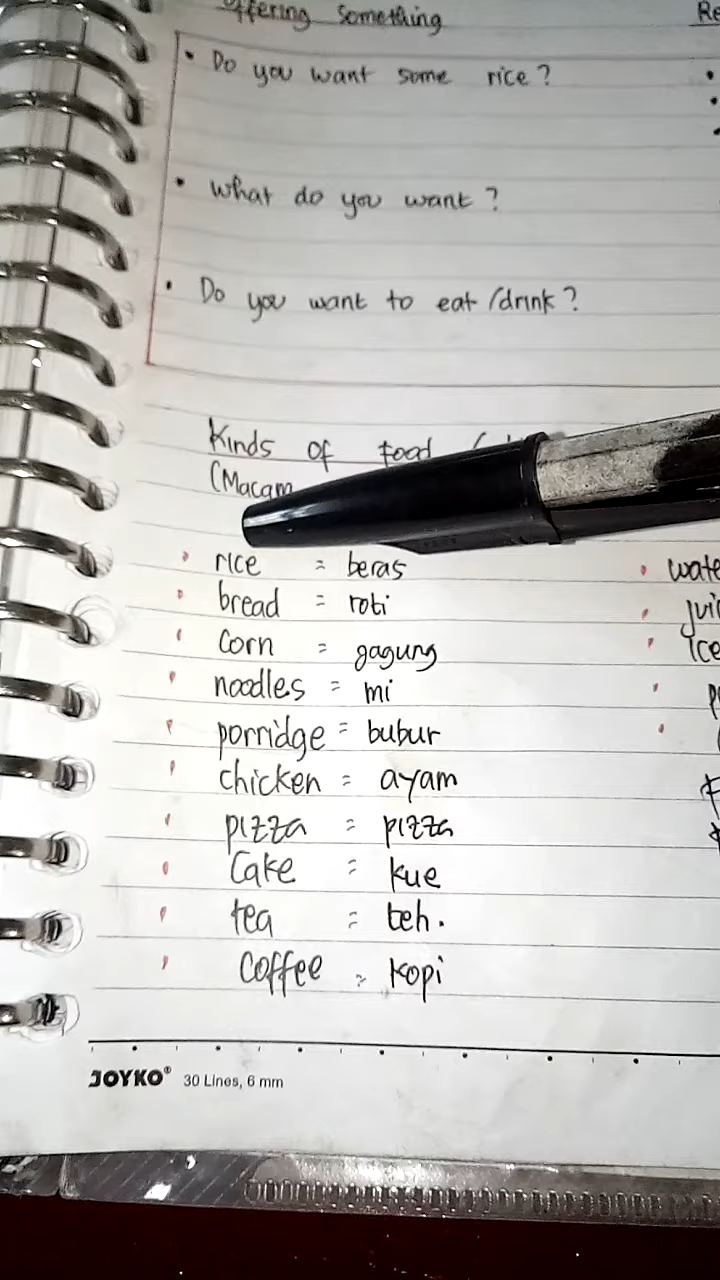 Offering Something
Re
• Do you want some rice?
• What do you want?
• Do you want to eat /drink?
Kinds of Food
(Macam
rice = beras
bread = roti
corn = gagung
noodles = mi
porridge = bubur
chicken = ayam
pizza = pizza
Cake = kue
tea = teh.
Coffee = kopi
JOYKO® 30 Lines, 6 mm